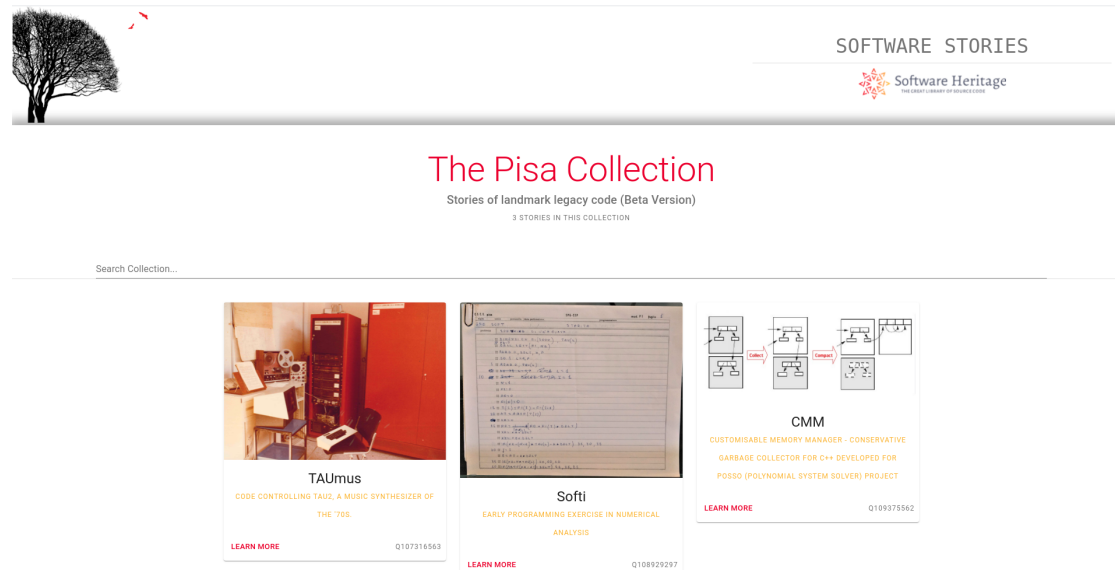 SOFTWARE STORIES
Software Heritage
THE GREAT LIBRARY OF SOURCE CODE
The Pisa Collection
Stories of landmark legacy code (Beta Version)
3 STORIES IN THIS COLLECTION
Search Collection...
TAUmus
CODE CONTROLLING TAU2, A MUSIC SYNTHESIZER OF
THE '70S.
LEARN MORE
Q107316563
Softi
EARLY PROGRAMMING EXERCISE IN NUMERICAL
ANALYSIS
LEARN MORE
Q108929297
Collect
Compact
CMM
CUSTOMISABLE MEMORY MANAGER - CONSERVATIVE
GARBAGE COLLECTOR FOR C++ DEVELOPED FOR
POSSO (POLYNOMIAL SYSTEM SOLVER) PROJECT
LEARN MORE
Q109375562